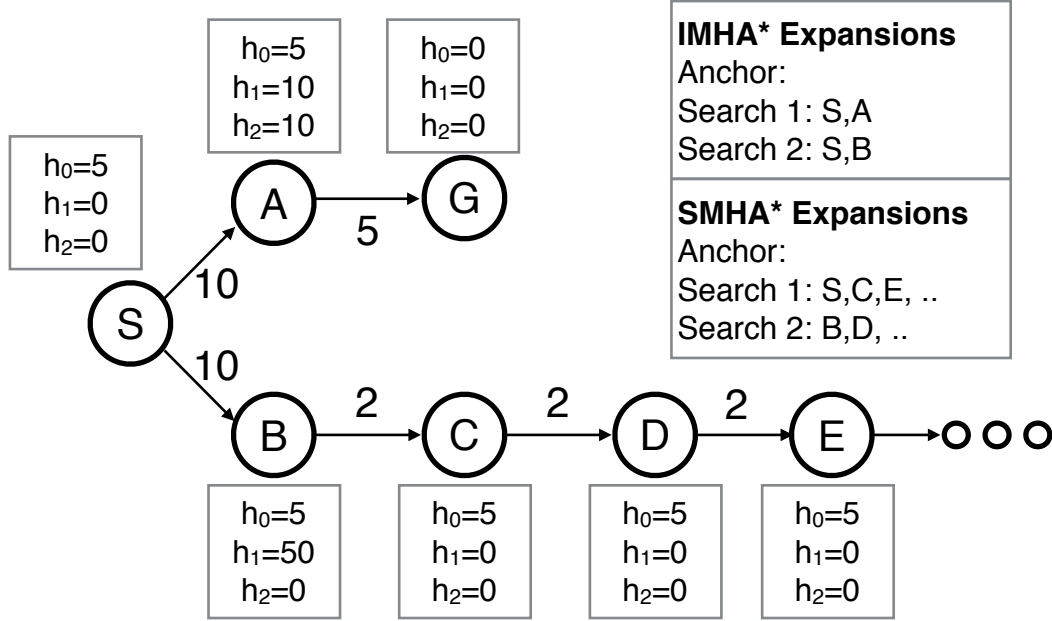 h₀=5
h₁=10
h₂=10
h₀=0
h₁=0
h₂=0
IMHA* Expansions
Anchor:
Search 1: S,A
Search 2: S,B
h₀=5
h₁=0
h₂=0
A
5
G
SMHA* Expansions
Anchor:
Search 1: S,C,E, ..
Search 2: B,D, ..
10
S
10
B
2
C
2
D
2
E
h₀=5
h₁=50
h₂=0
h₀=5
h₁=0
h₂=0
h₀=5
h₁=0
h₂=0
h₀=5
h₁=0
h₂=0